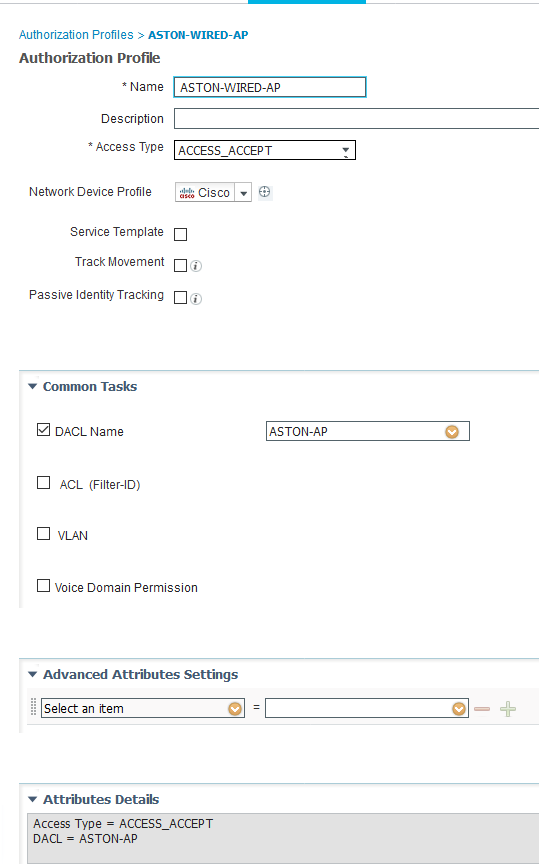 Authorization Profiles > ASTON-WIRED-AP
Authorization Profile
* Name ASTON-WIRED-AP
Description
* Access Type ACCESS_ACCEPT
Network Device Profile cisco Cisco
Service Template
Track Movement i
Passive Identity Tracking i
Common Tasks
DACL Name ASTON-AP
ACL (Filter-ID)
VLAN
Voice Domain Permission
Advanced Attributes Settings
Select an item =
Attributes Details
Access Type = ACCESS_ACCEPT
DACL = ASTON-AP